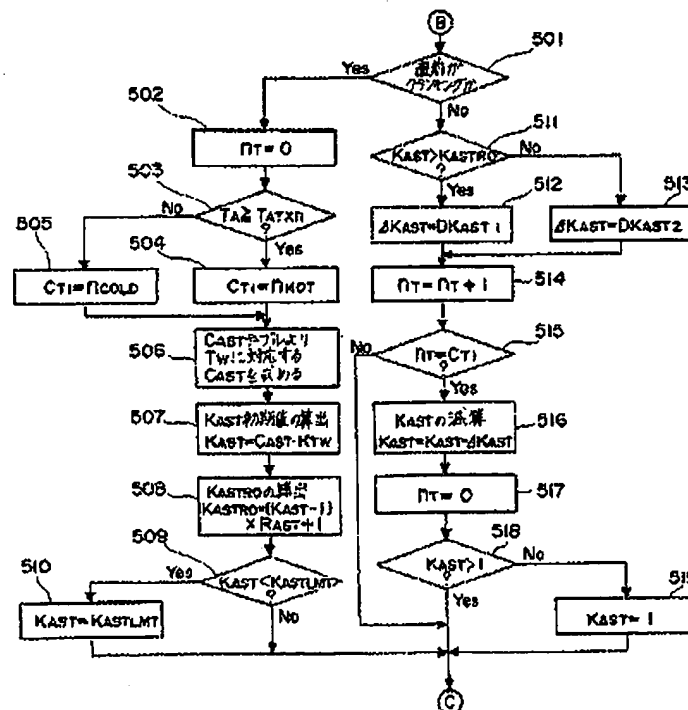 B
501
直前が
クランキングか
Yes
No
502
nT=0
503
TA≧TATXn
?
No
Yes
505
CT1=nCOLD
504
CT1=nHOT
506
CASTテーブルより
TWに対応する
CASTを求める
507
KAST初期値の算出
KAST=CAST·KTW
508
KASTR0の算出
KASTR0=(KAST-1)
×RAST+1
509
KAST<KASTLMT
?
Yes
No
510
KAST=KASTLMT
511
KAST>KASTR0
?
Yes
No
512
ΔKAST=DKAST1
513
ΔKAST=DKAST2
514
nT=nT+1
515
nT=CT1
?
No
Yes
516
KASTの減算
KAST=KAST-ΔKAST
517
nT=0
518
KAST>1
?
No
Yes
KAST=1
C